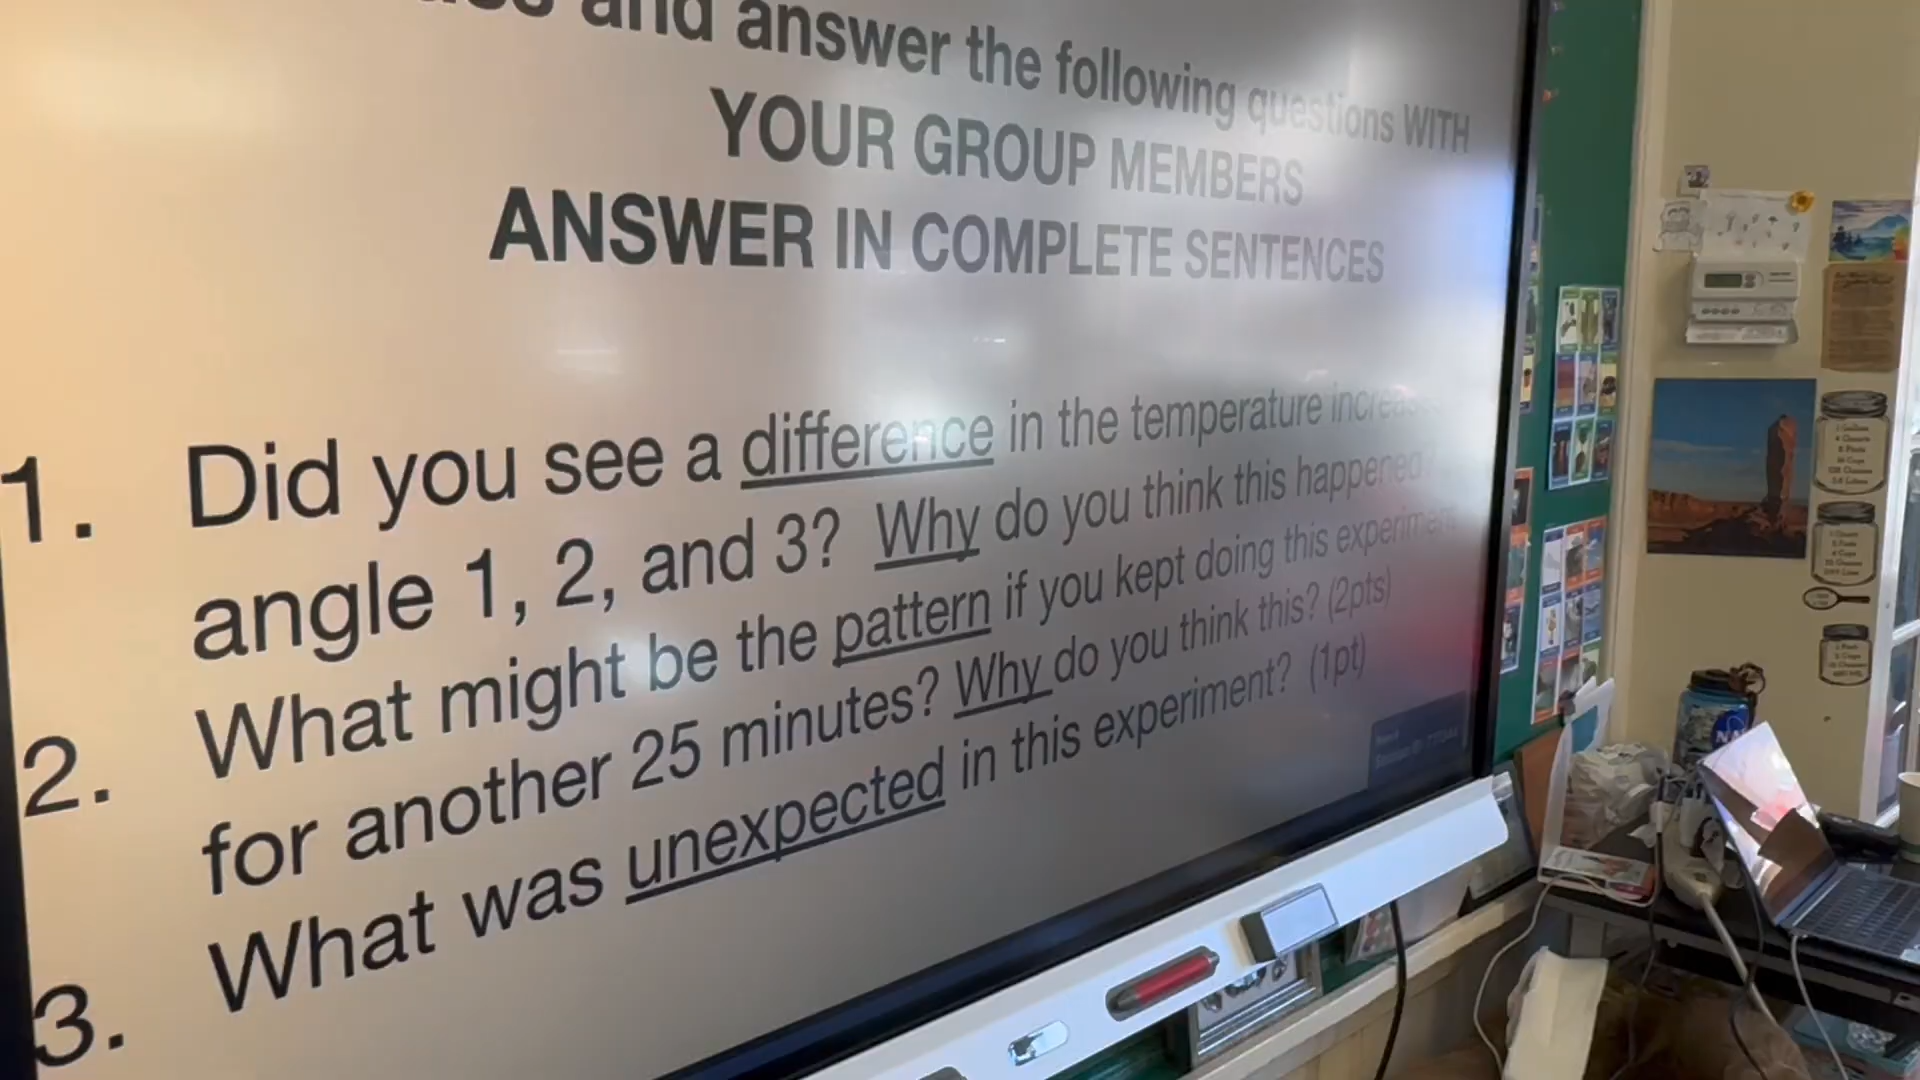 and answer the following questions WITH
YOUR GROUP MEMBERS
ANSWER IN COMPLETE SENTENCES
1. Did you see a difference in the temperature
angle 1, 2, and 3? Why do you think this happened?
2. What might be the pattern if you kept doing this
for another 25 minutes? Why do you think this? (2pts)
3. What was unexpected in this experiment? (1pt)